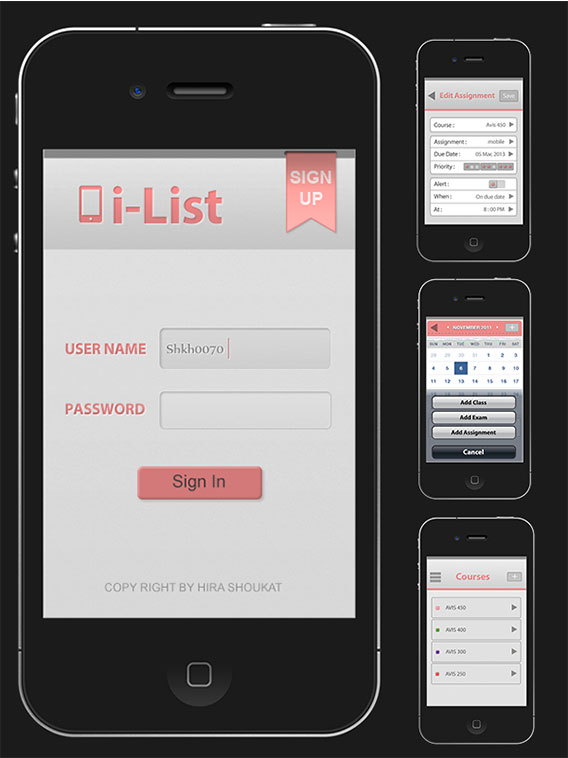 SIGN
UP
i-List
USER NAME
Shkh0070
PASSWORD
Sign In
COPY RIGHT BY HIRA SHOUKAT
Edit Assignment
Save
Course : Avis 450
Assignment : mobile
Due Date : 05 Mar, 2013
Priority :
Alert :
When : On due date
At : 8 : 00 PM
NOVEMBER 2011
+
SUN MON TUE WED THU FRI SAT
28 29 30 31 1 2 3
4 5 6 7 8 9 10
11 12 13 14 15 16 17
Add Class
Add Exam
Add Assignment
Cancel
Courses
+
AVIS 450
AVIS 400
AVIS 300
AVIS 250